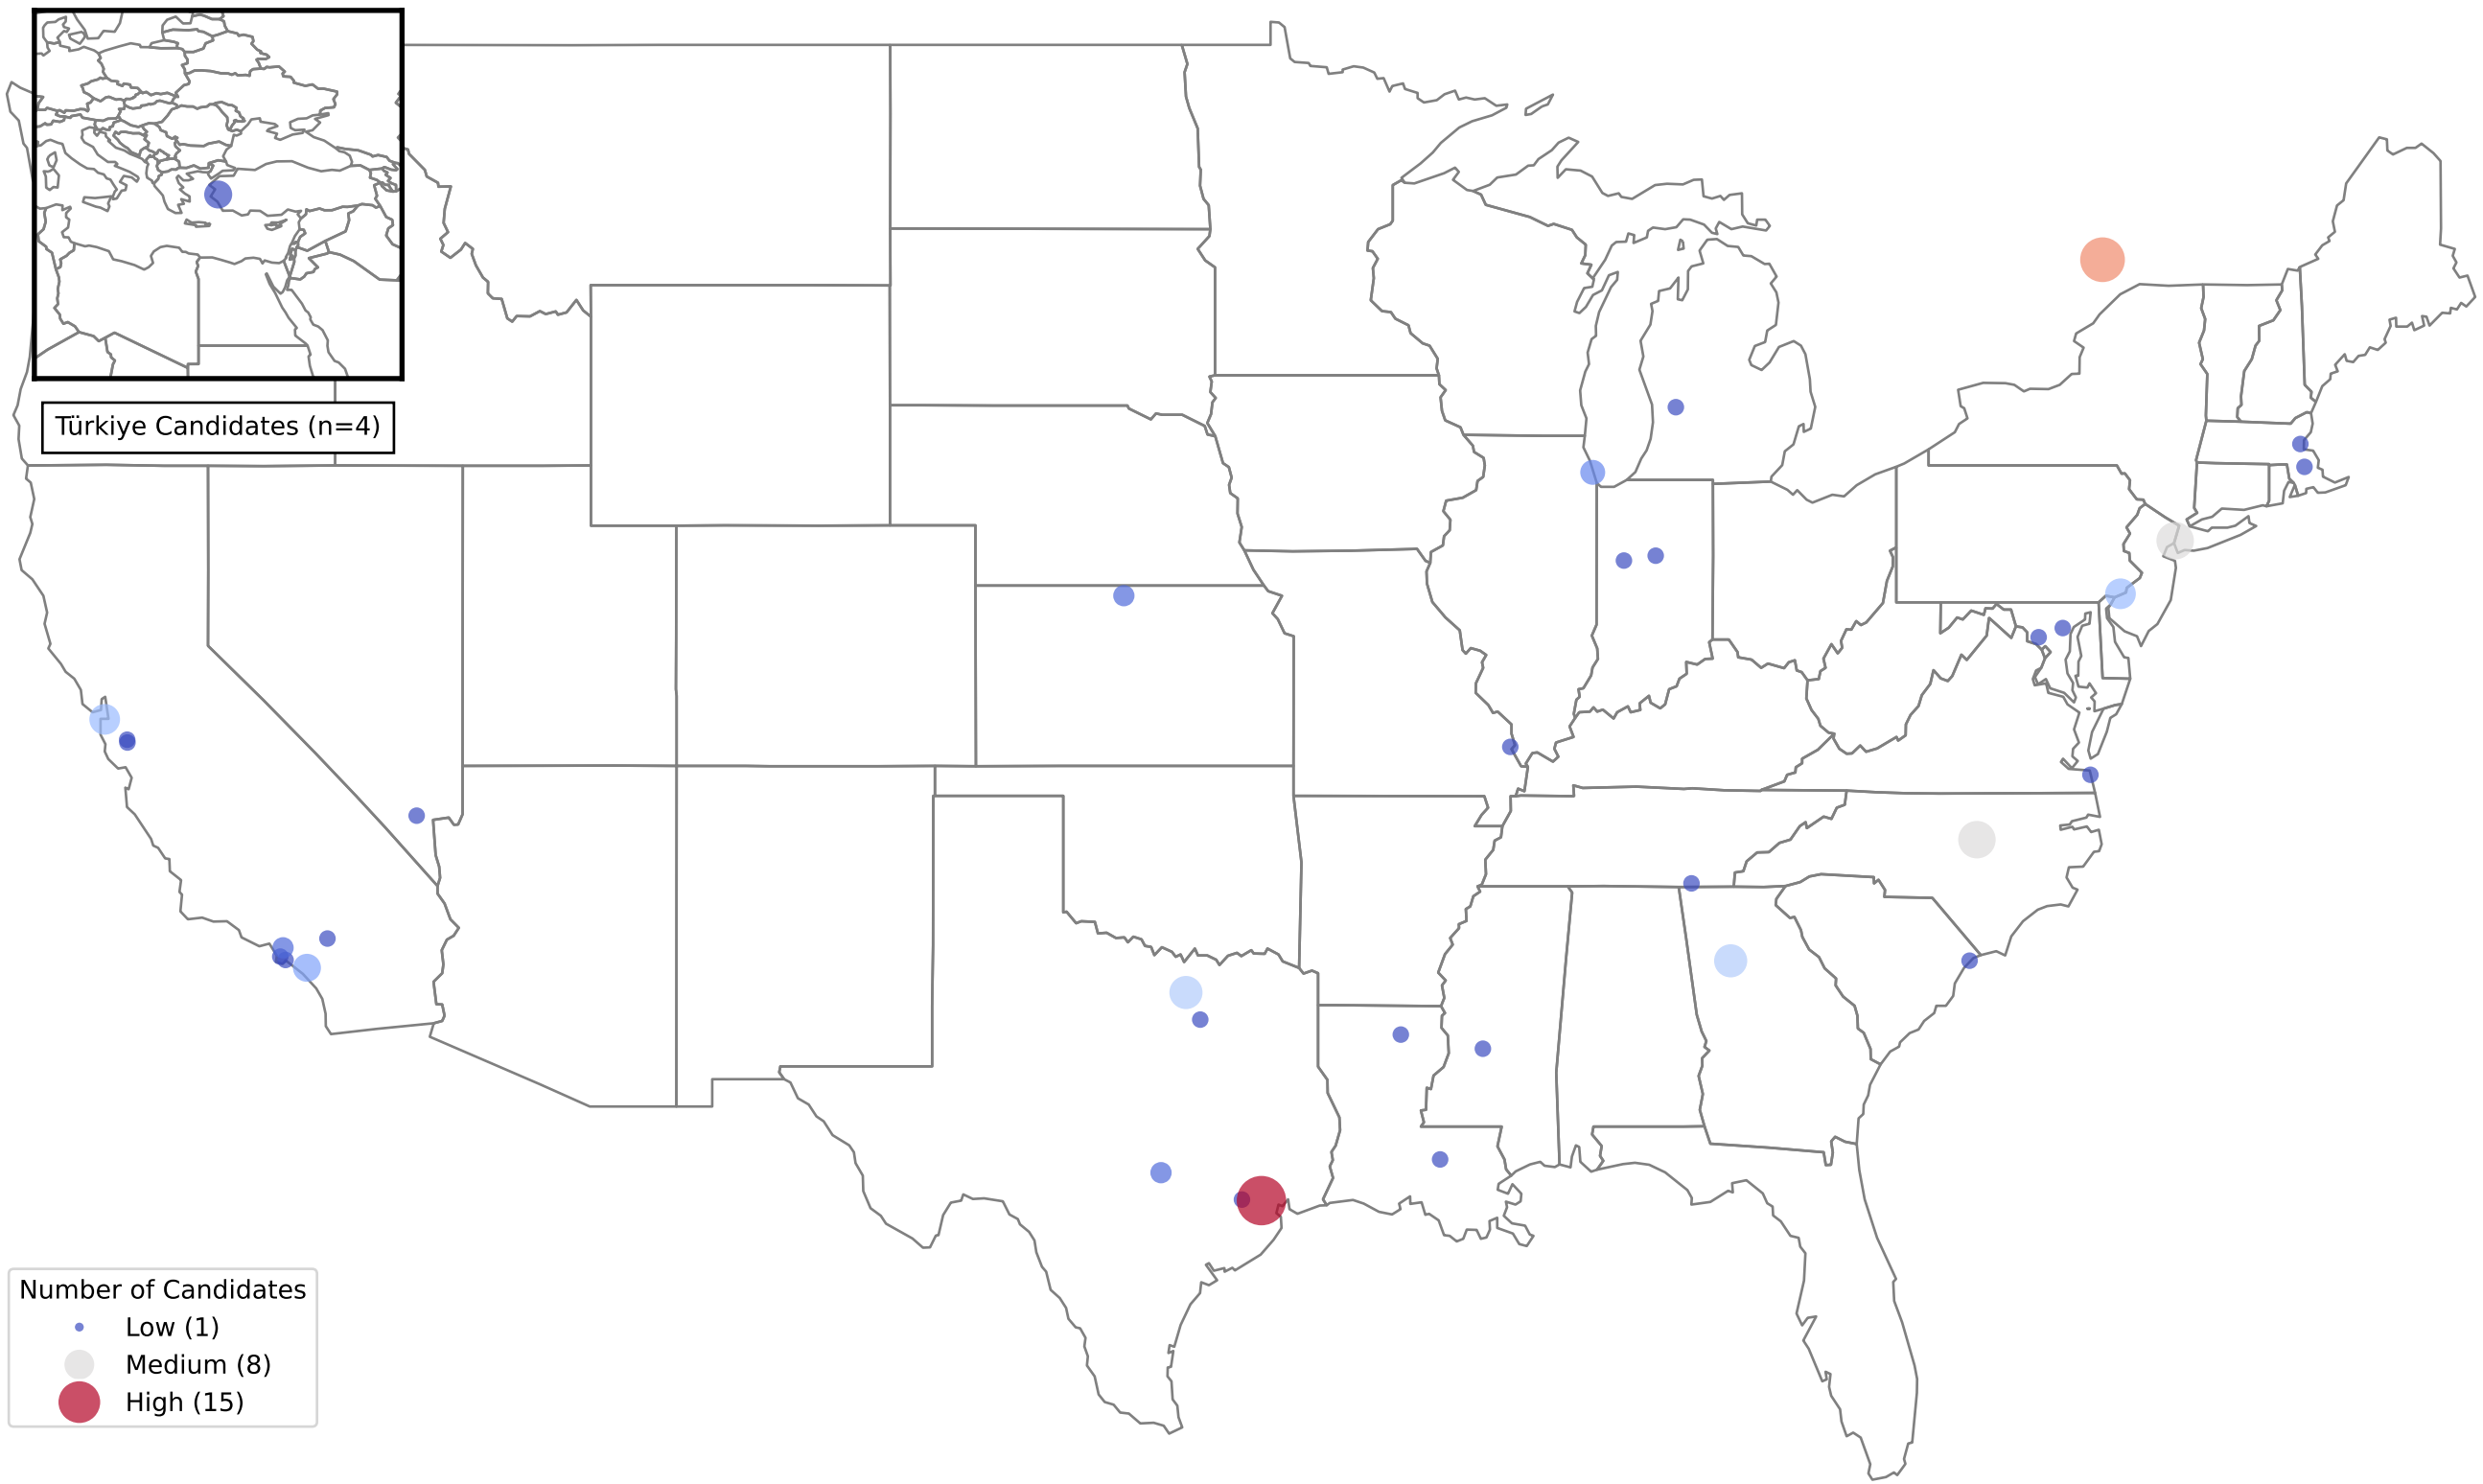 Türkiye Candidates (n=4)
Number of Candidates
Low (1)
Medium (8)
High (15)